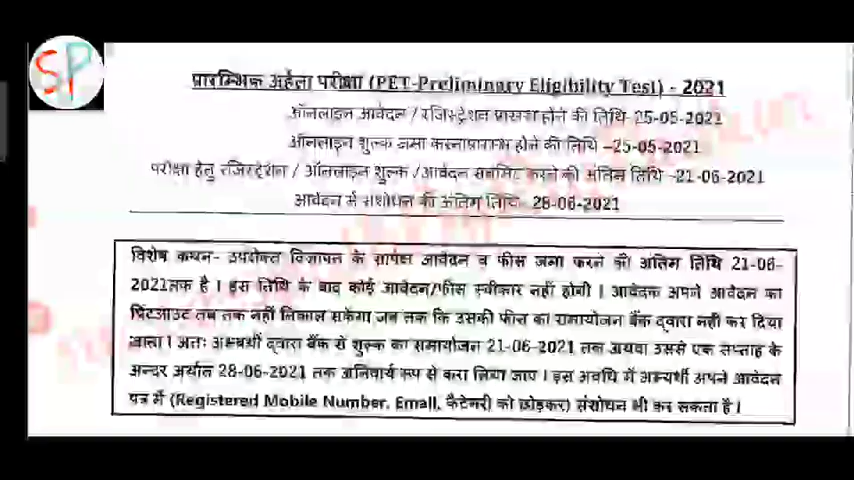 SP
प्रारम्भिक अर्हता परीक्षा (PET-Preliminary Eligibility Test) - 2021
ऑनलाइन आवेदन / रजिस्ट्रेशन प्रारम्भ होने की तिथि -25-05-2021
ऑनलाइन शुल्क जमा करना प्रारम्भ होने की तिथि -25-05-2021
परीक्षा हेतु रजिस्ट्रेशन / ऑनलाइन शुल्क /आवेदन सबमिट करने की अंतिम तिथि -21-06-2021
आवेदन में संशोधन की अंतिम तिथि- 28-06-2021
विशेष कथन- उपरोक्त विज्ञापन के सापेक्ष आवेदन व फीस जमा करने की अंतिम तिथि 21-06-
2021तक है । इस तिथि के बाद कोई आवेदन/फीस स्वीकार नहीं होगी । आवेदक अपने आवेदन का
प्रिंटआउट तब तक नहीं निकाल सकेगा जब तक कि उसकी फीस का समायोजन बैंक द्वारा नहीं कर दिया
जाता। अतः अभ्यर्थी द्वारा बैंक से शुल्क का समायोजन 21-06-2021 तक अथवा उससे एक सप्ताह के
अन्दर अर्थात 28-06-2021 तक अनिवार्य रूप से करा लिया जाए । इस अवधि में अभ्यर्थी अपने आवेदन
पत्र में (Registered Mobile Number, Email, कैटेगरी को छोड़कर) संशोधन भी कर सकता है ।